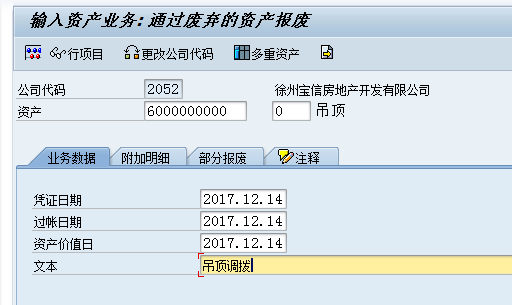 输入资产业务:通过废弃的资产报废
行项目 更改公司代码 多重资产
公司代码 2052 徐州宝信房地产开发有限公司
资产 6000000000 0 吊顶
业务数据 附加明细 部分报废 注释
凭证日期 2017.12.14
过帐日期 2017.12.14
资产价值日 2017.12.14
文本 吊顶调拨